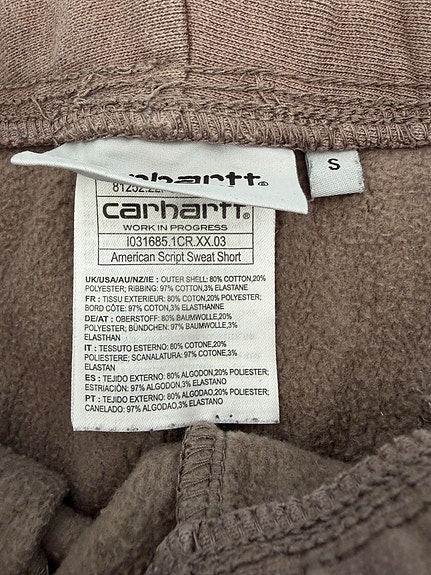 carhartt®
S
carhartt®
WORK IN PROGRESS
I031685.1CR.XX.03
American Script Sweat Short
UK/USA/AU/NZ/IE : OUTER SHELL: 80% COTTON,20%
POLYESTER; RIBBING: 97% COTTON,3% ELASTANE
FR : TISSU EXTERIEUR: 80% COTON,20% POLYESTER;
BORD CÔTE: 97% COTON,3% ELASTHANNE
DE/AT : OBERSTOFF: 80% BAUMWOLLE,20%
POLYESTER; BÜNDCHEN: 97% BAUMWOLLE,3%
ELASTHAN
IT : TESSUTO ESTERNO: 80% COTONE,20%
POLIESTERE; SCANALATURA: 97% COTONE,3%
ELASTAN
ES : TEJIDO EXTERNO: 80% ALGODON,20% POLIESTER;
ESTRIACIÓN: 97% ALGODON,3% ELASTANO
PT : TEJIDO EXTERNO: 80% ALGODAO,20% POLIESTER;
CANELADO: 97% ALGODAO,3% ELASTANO